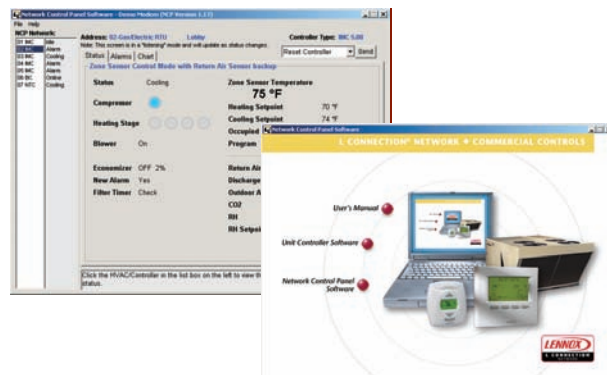 Network Control Panel Software - Demo Modem (NCP Version 1.17)
File Help
NCP Network:
Address: 02-Gas/Electric RTU Lobby Controller Type: IMC 5.00
Note: This screen is in a "listening" mode and will update as status changes.
Reset Controller Send
01 IMC Idle
02 IMC Alarm
03 IMC Cooling
04 IMC Alarm
05 IMC Alarm
06 BC Online
07 NTC Cooling
Status Alarms Chart
Zone Sensor Control Mode with Return Air Sensor backup
Status Cooling
Zone Sensor Temperature
75 °F
Compressor
Heating Setpoint 70 °F
Heating Stage
Cooling Setpoint 74 °F
Occupied
Blower On
Program
Economizer OFF 2%
Return Air
New Alarm Yes
Discharge
Filter Timer Check
Outdoor A
CO2
RH
RH Setpoi
Click the HVAC/Controller in the list box on the left to view th
status.
Network Control Panel Software
L CONNECTION® NETWORK • COMMERCIAL CONTROLS
User's Manual
Unit Controller Software
Network Control Panel
Software
LENNOX
L CONNECTION